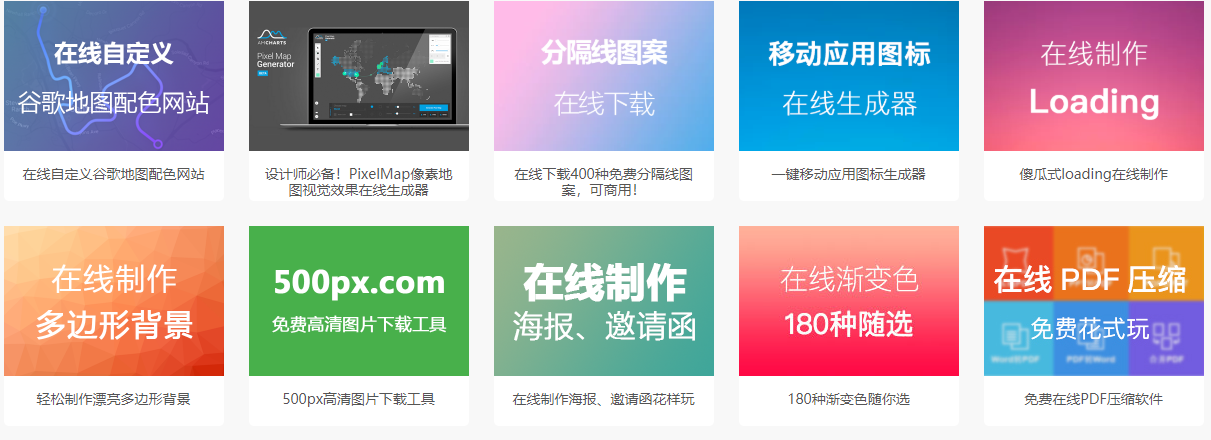 在线自定义
谷歌地图配色网站
在线自定义谷歌地图配色网站
AMCHARTS
Pixel Map
Generator
设计师必备！PixelMap像素地
图视觉效果在线生成器
分隔线图案
在线下载
在线下载400种免费分隔线图
案，可商用！
移动应用图标
在线生成器
一键移动应用图标生成器
在线制作
Loading
傻瓜式loading在线制作
在线制作
多边形背景
轻松制作漂亮多边形背景
500px.com
免费高清图片下载工具
500px高清图片下载工具
在线制作
海报、邀请函
在线制作海报、邀请函花样玩
在线渐变色
180种随选
180种渐变色随你选
在线 PDF 压缩
免费花式玩
Word转PDF
PDF转Word
合并PDF
免费在线PDF压缩软件